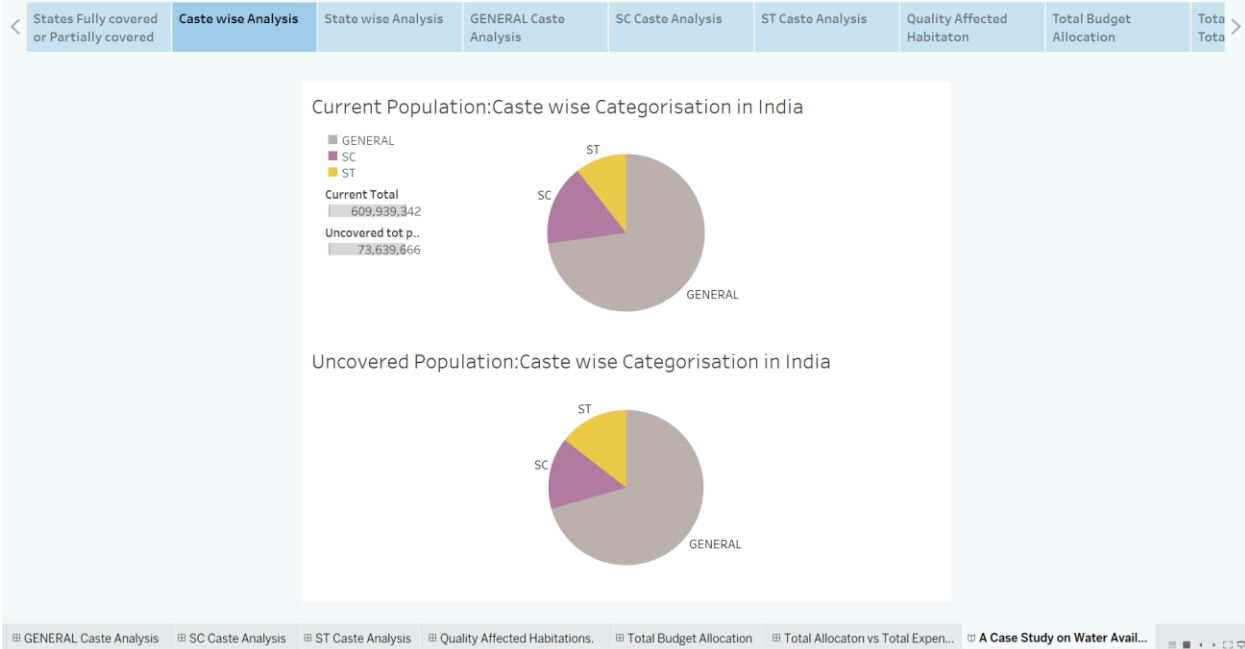 States Fully covered
or Partially covered
Caste wise Analysis
State wise Analysis
GENERAL Caste
Analysis
SC Caste Analysis
ST Caste Analysis
Quality Affected
Habitaton
Total Budget
Allocation
Tota
Tota
Current Population:Caste wise Categorisation in India
GENERAL
SC
ST
Current Total
609,939,342
Uncovered tot p..
73,639,666
ST
SC
GENERAL
Uncovered Population:Caste wise Categorisation in India
ST
SC
GENERAL
GENERAL Caste Analysis
SC Caste Analysis
ST Caste Analysis
Quality Affected Habitations.
Total Budget Allocation
Total Allocaton vs Total Expen...
A Case Study on Water Avail...